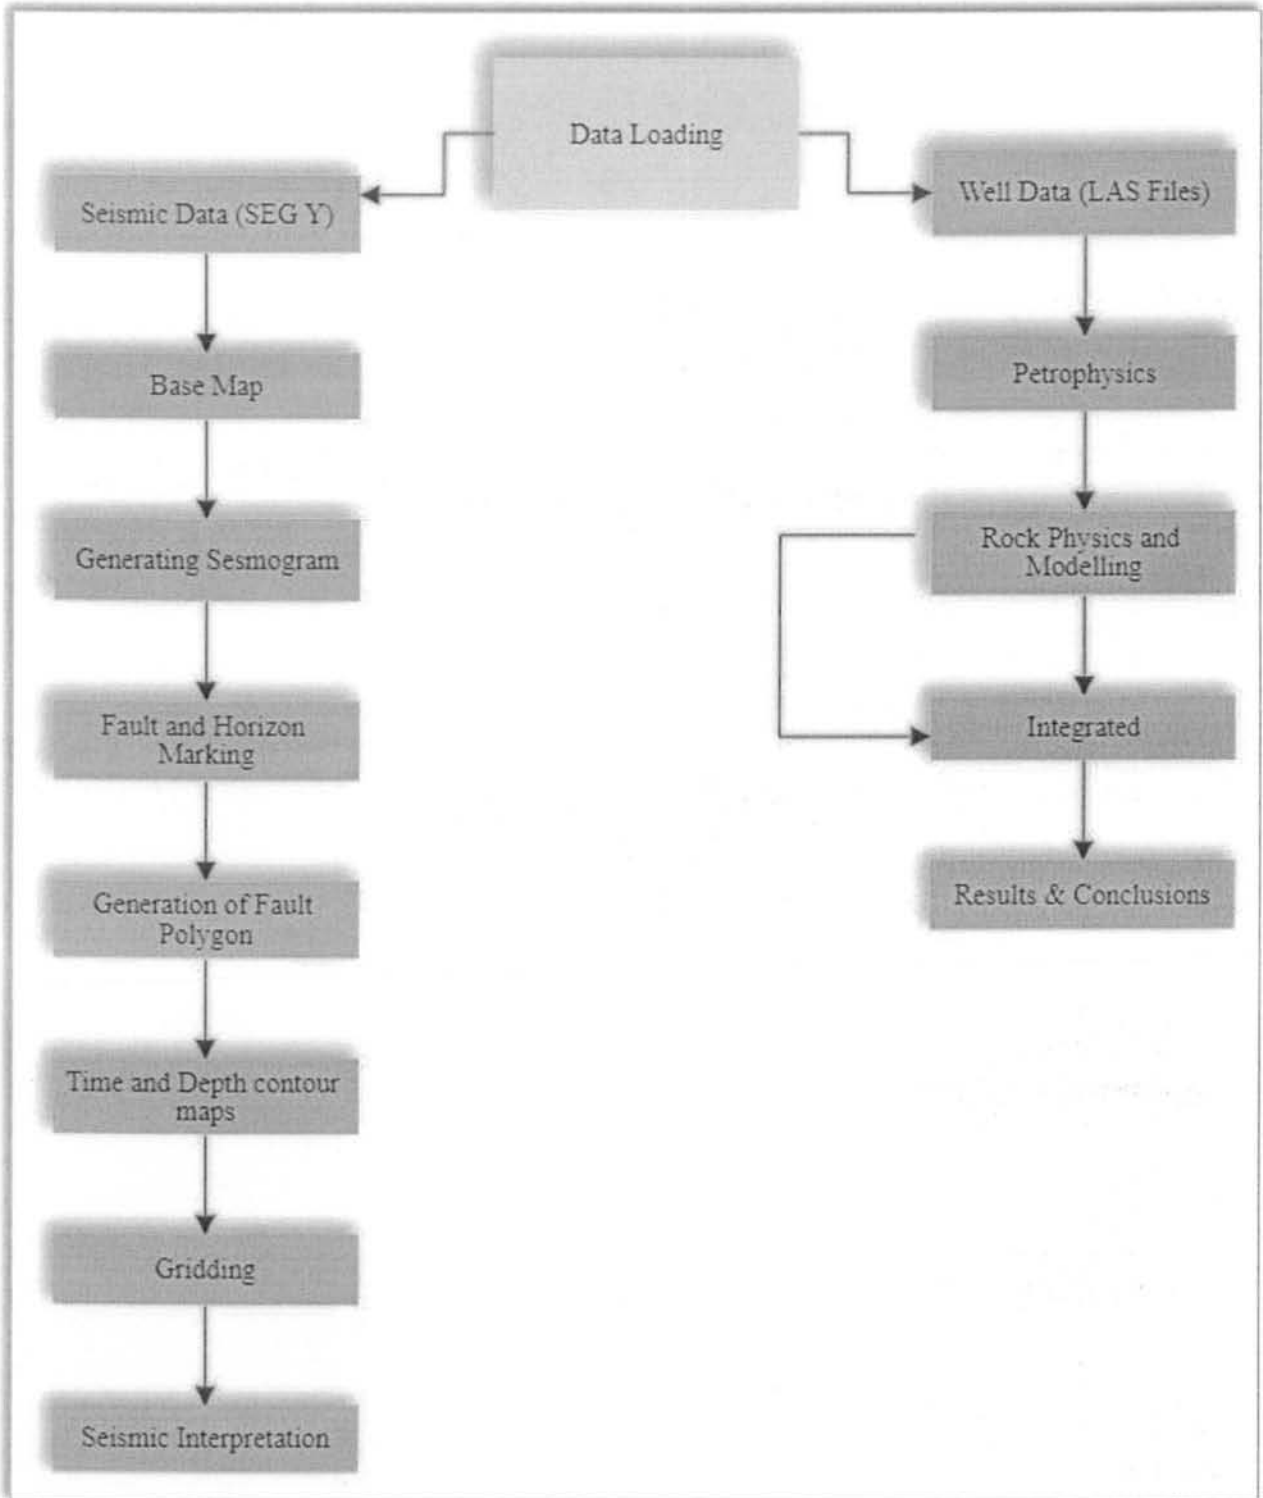 Data Loading
Seismic Data (SEG Y)
Base Map
Generating Sesmogram
Fault and Horizon
Marking
Generation of Fault
Polygon
Time and Depth contour
maps
Gridding
Seismic Interpretation
Well Data (LAS Files)
Petrophysics
Rock Physics and
Modelling
Integrated
Results & Conclusions